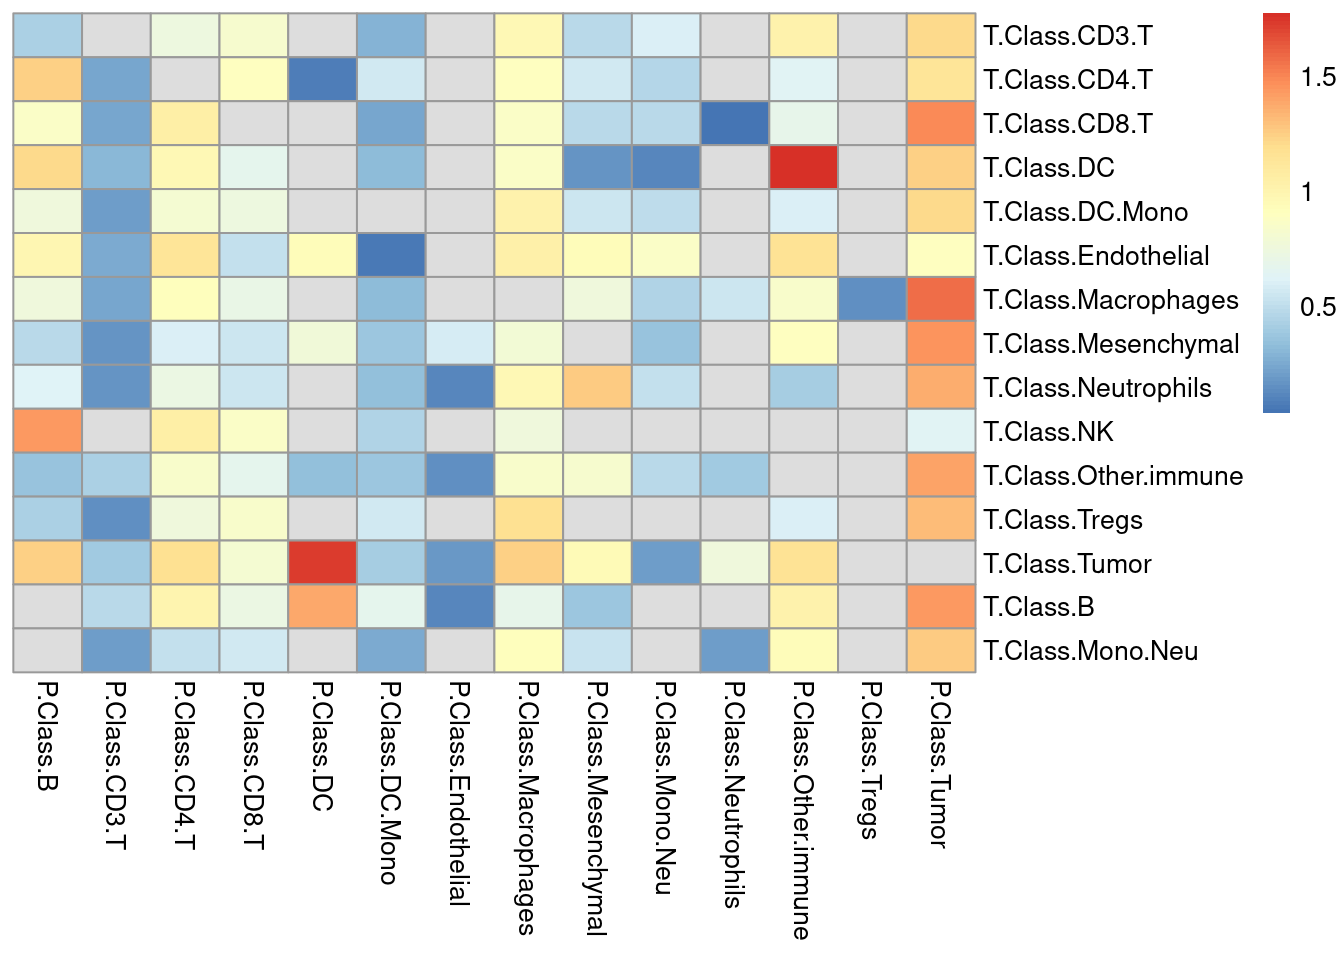 T.Class.CD3.T
T.Class.CD4.T
T.Class.CD8.T
T.Class.DC
T.Class.DC.Mono
T.Class.Endothelial
T.Class.Macrophages
T.Class.Mesenchymal
T.Class.Neutrophils
T.Class.NK
T.Class.Other.immune
T.Class.Tregs
T.Class.Tumor
T.Class.B
T.Class.Mono.Neu
P.Class.B
P.Class.CD3.T
P.Class.CD4.T
P.Class.CD8.T
P.Class.DC
P.Class.DC.Mono
P.Class.Endothelial
P.Class.Macrophages
P.Class.Mesenchymal
P.Class.Mono.Neu
P.Class.Neutrophils
P.Class.Other.immune
P.Class.Tregs
P.Class.Tumor
1.5
1
0.5